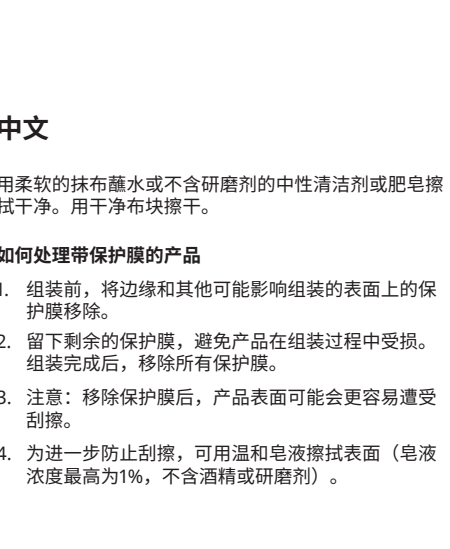 中文
用柔软的抹布蘸水或不含研磨剂的中性清洁剂或肥皂擦
拭干净。用干净布块擦干。
如何处理带保护膜的产品
1. 组装前，将边缘和其他可能影响组装的表面上的保
护膜移除。
2. 留下剩余的保护膜，避免产品在组装过程中受损。
组装完成后，移除所有保护膜。
3. 注意：移除保护膜后，产品表面可能会更容易遭受
刮擦。
4. 为进一步防止刮擦，可用温和皂液擦拭表面（皂液
浓度最高为1%，不含酒精或研磨剂）。